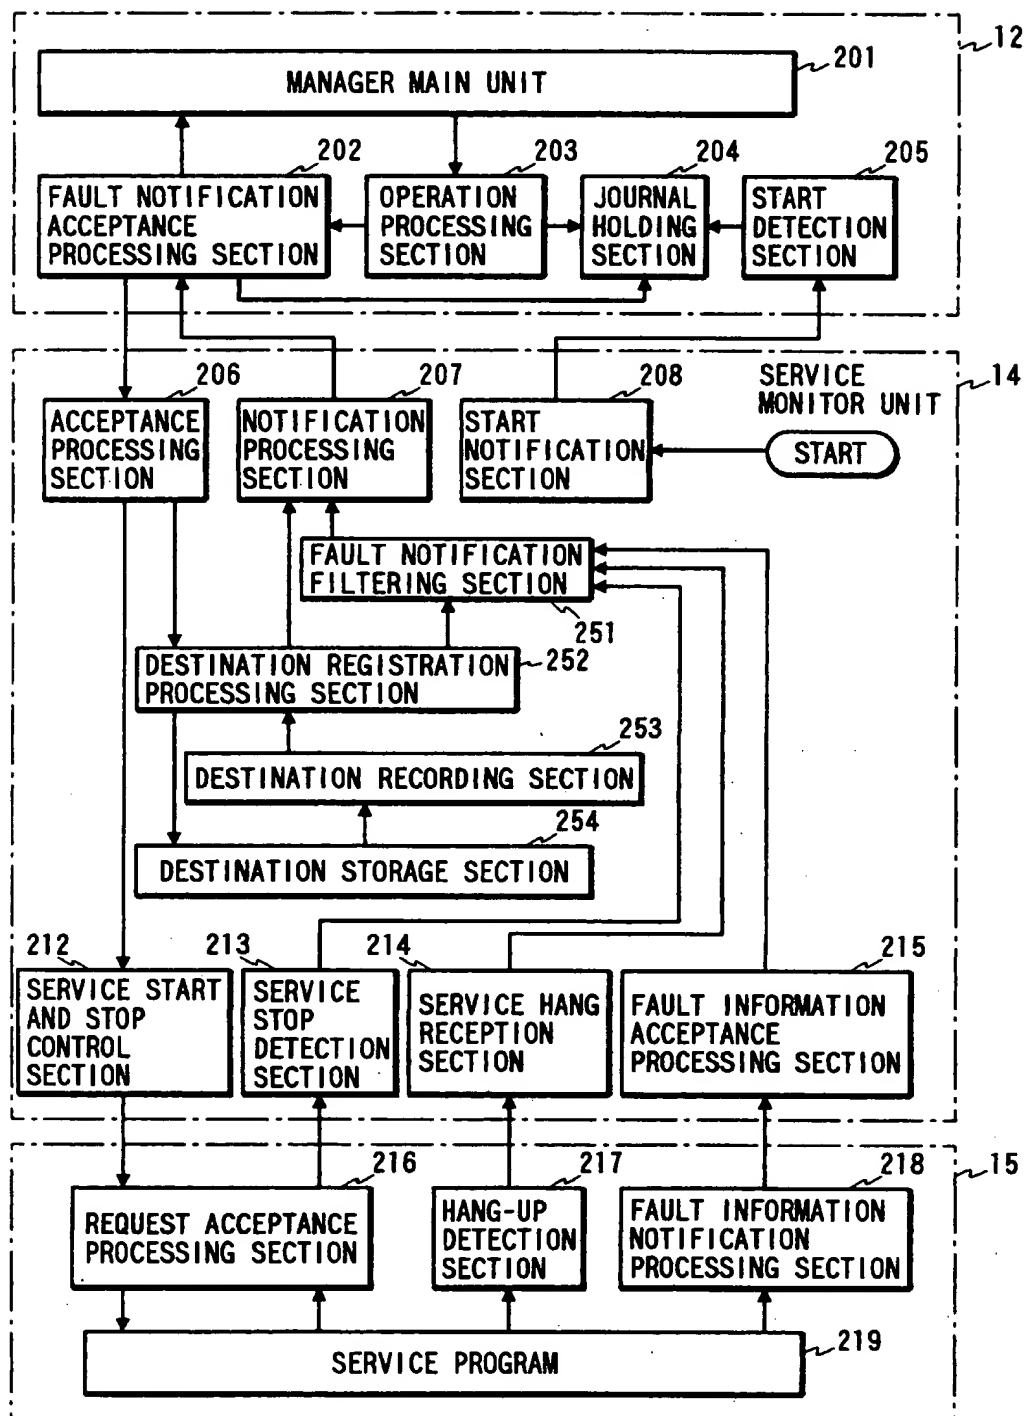 12
201
MANAGER MAIN UNIT
202
203
204
205
FAULT NOTIFICATION
ACCEPTANCE
PROCESSING SECTION
OPERATION
PROCESSING
SECTION
JOURNAL
HOLDING
SECTION
START
DETECTION
SECTION
206
207
208
SERVICE
MONITOR UNIT
14
ACCEPTANCE
PROCESSING
SECTION
NOTIFICATION
PROCESSING
SECTION
START
NOTIFICATION
SECTION
START
FAULT NOTIFICATION
FILTERING SECTION
251
DESTINATION REGISTRATION
PROCESSING SECTION
252
253
DESTINATION RECORDING SECTION
254
DESTINATION STORAGE SECTION
212
213
214
215
SERVICE START
AND STOP
CONTROL
SECTION
SERVICE
STOP
DETECTION
SECTION
SERVICE HANG
RECEPTION
SECTION
FAULT INFORMATION
ACCEPTANCE
PROCESSING SECTION
216
217
218
15
REQUEST ACCEPTANCE
PROCESSING SECTION
HANG-UP
DETECTION
SECTION
FAULT INFORMATION
NOTIFICATION
PROCESSING SECTION
219
SERVICE PROGRAM